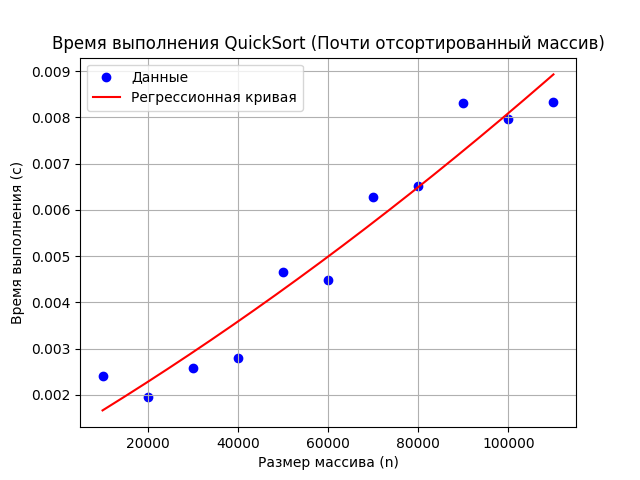 Время выполнения QuickSort (Почти отсортированный массив)
Данные
Регрессионная кривая
0.009
0.008
0.007
0.006
0.005
0.004
0.003
0.002
Время выполнения (с)
20000 40000 60000 80000 100000
Размер массива (n)